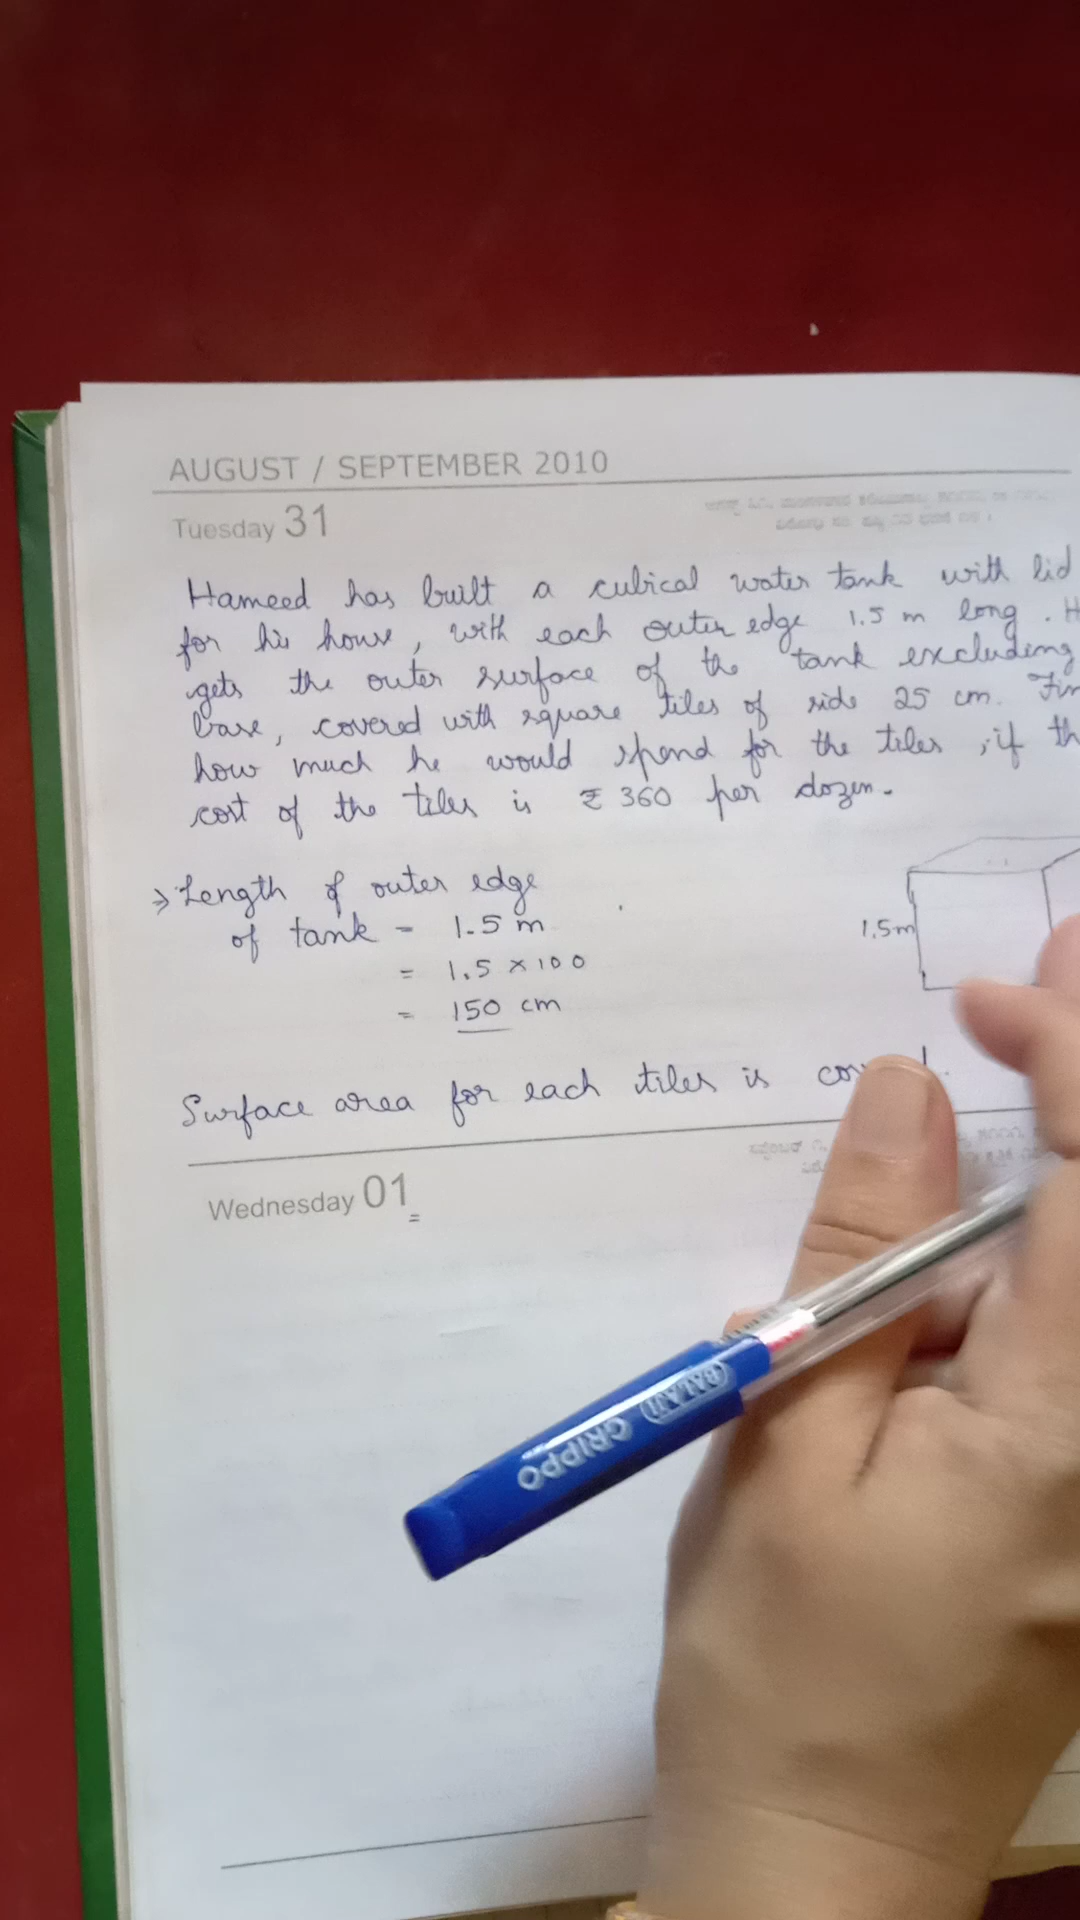 AUGUST / SEPTEMBER 2010
Tuesday 31
Hameed has built a cubical water tank with lid
for his house, with each outer edge 1.5 m long. H
gets the outer surface of the tank excluding
base, covered with square tiles of side 25 cm. Fin
how much he would spend for the tiles, if th
cost of the tiles is ₹ 360 per dozen.
⇒ Length of outer edge
of tank = 1.5 m
= 1.5 × 100
= 150 cm
1.5m
Surface area for each tiles is
Wednesday 01
=
BALAJI GRIPPO